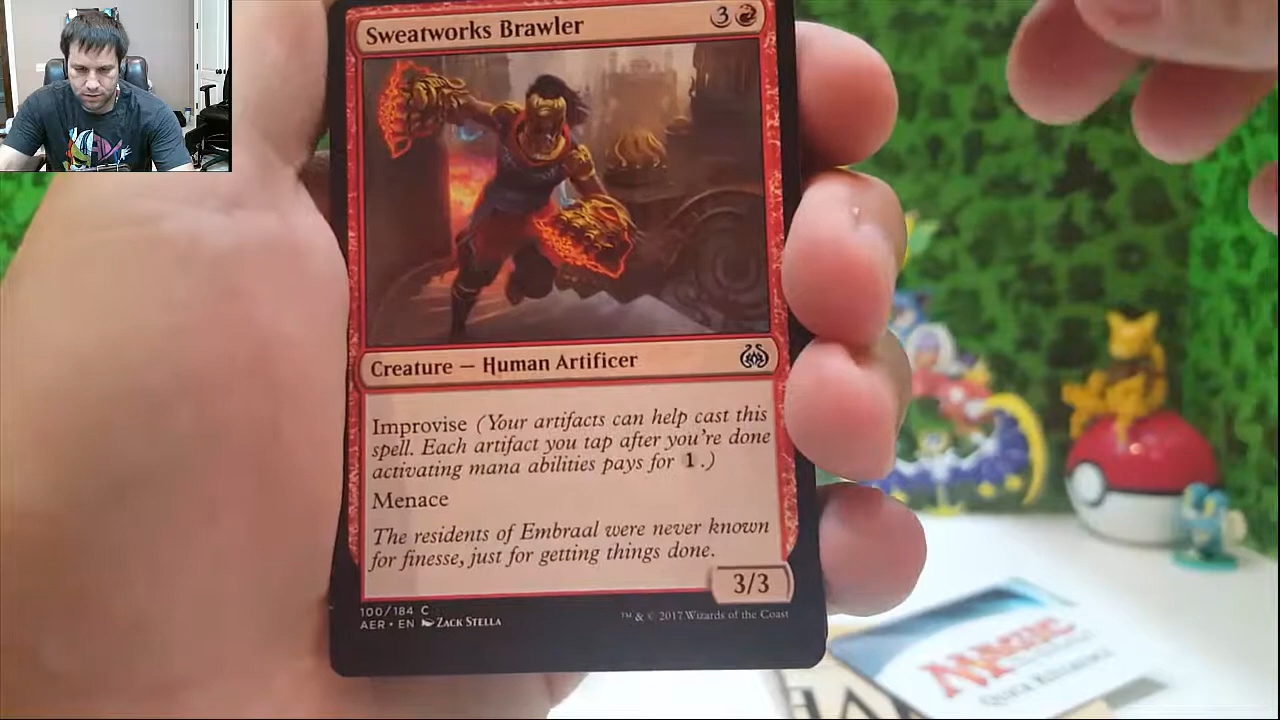 Sweatworks Brawler 3
Creature — Human Artificer
Improvise (Your artifacts can help cast this
spell. Each artifact you tap after you're done
activating mana abilities pays for 1.)
Menace
The residents of Embraal were never known
for finesse, just for getting things done.
3/3
100/184 C
AER • EN ZACK STELLA
™ & © 2017 Wizards of the Coast
MAGIC